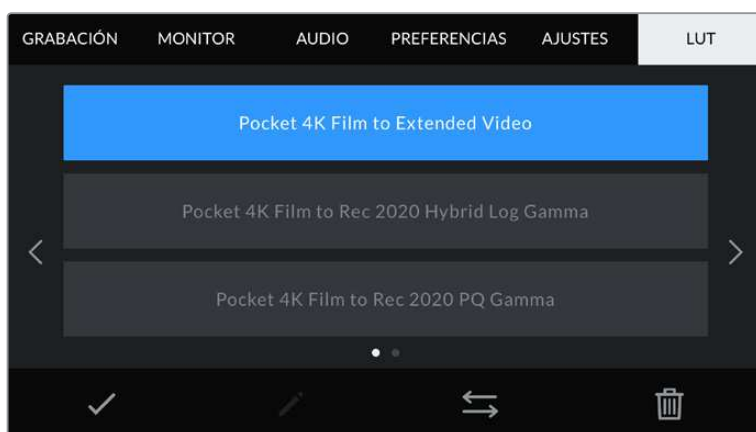 GRABACIÓN MONITOR AUDIO PREFERENCIAS AJUSTES LUT
Pocket 4K Film to Extended Video
Pocket 4K Film to Rec 2020 Hybrid Log Gamma
Pocket 4K Film to Rec 2020 PQ Gamma